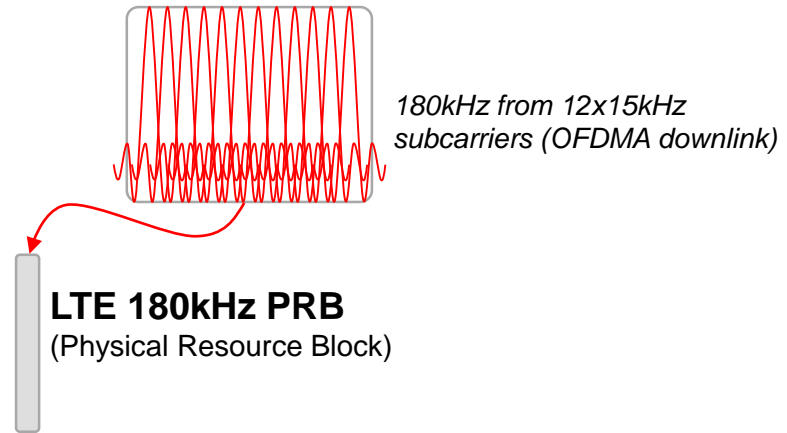 180kHz from 12x15kHz
subcarriers (OFDMA downlink)
LTE 180kHz PRB
(Physical Resource Block)